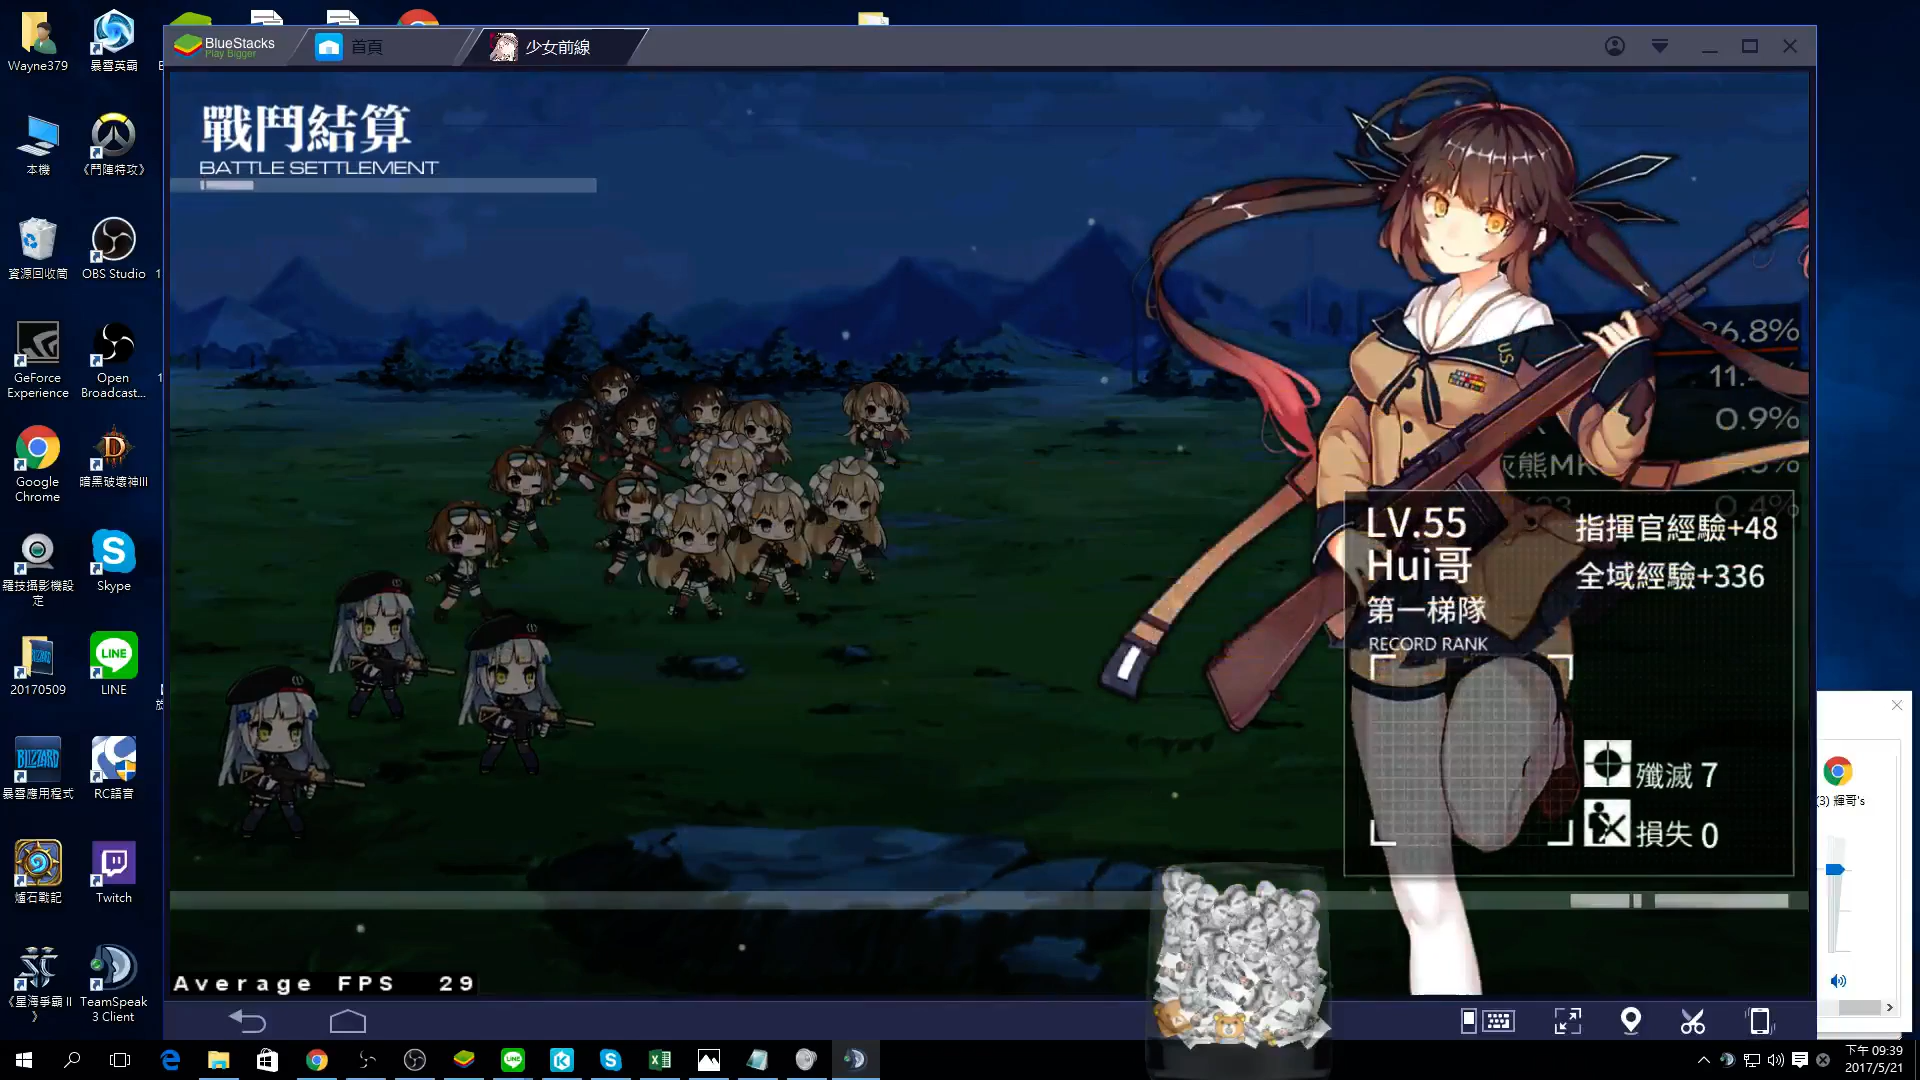 BlueStacks
Play Bigger
首頁
少女前線
Wayne379
暴雪英霸
本機
《鬥陣特攻》
資源回收筒
OBS Studio
GeForce Experience
Open Broadcast...
Google Chrome
暗黑破壞神III
羅技攝影機設定
Skype
20170509
LINE
暴雪應用程式
RC語音
爐石戰記
Twitch
《星海爭霸 II》
TeamSpeak 3 Client
戰鬥結算
BATTLE SETTLEMENT
US
0.9%
LV.55
Hui哥
第一梯隊
RECORD RANK
指揮官經驗+48
全域經驗+336
殲滅 7
損失 0
Average FPS 29
(3) 輝哥's
下午 09:39
2017/5/21